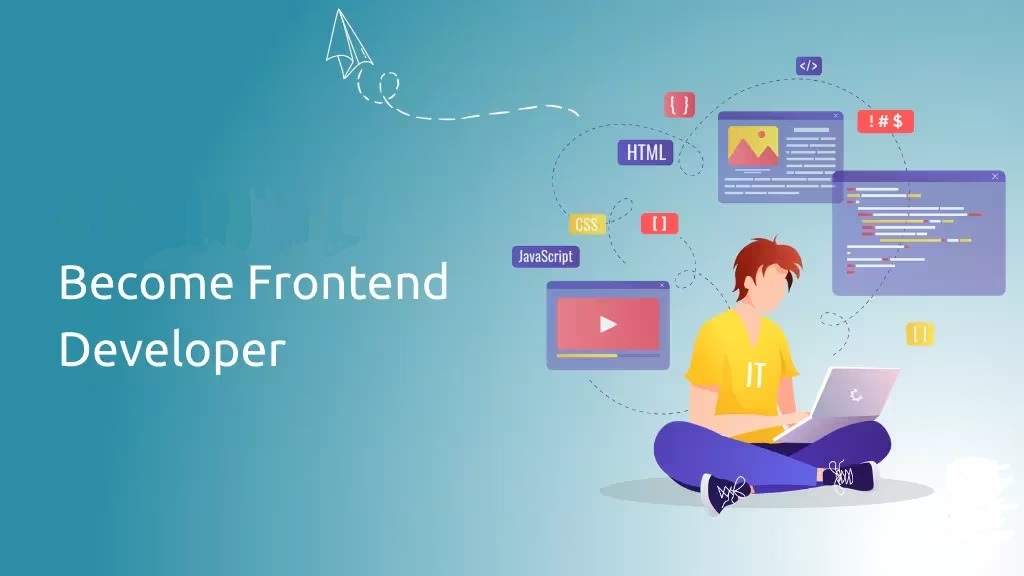 Become Frontend
Developer
</>
{ }
! # $
HTML
CSS
[ ]
JavaScript
[ ]
IT